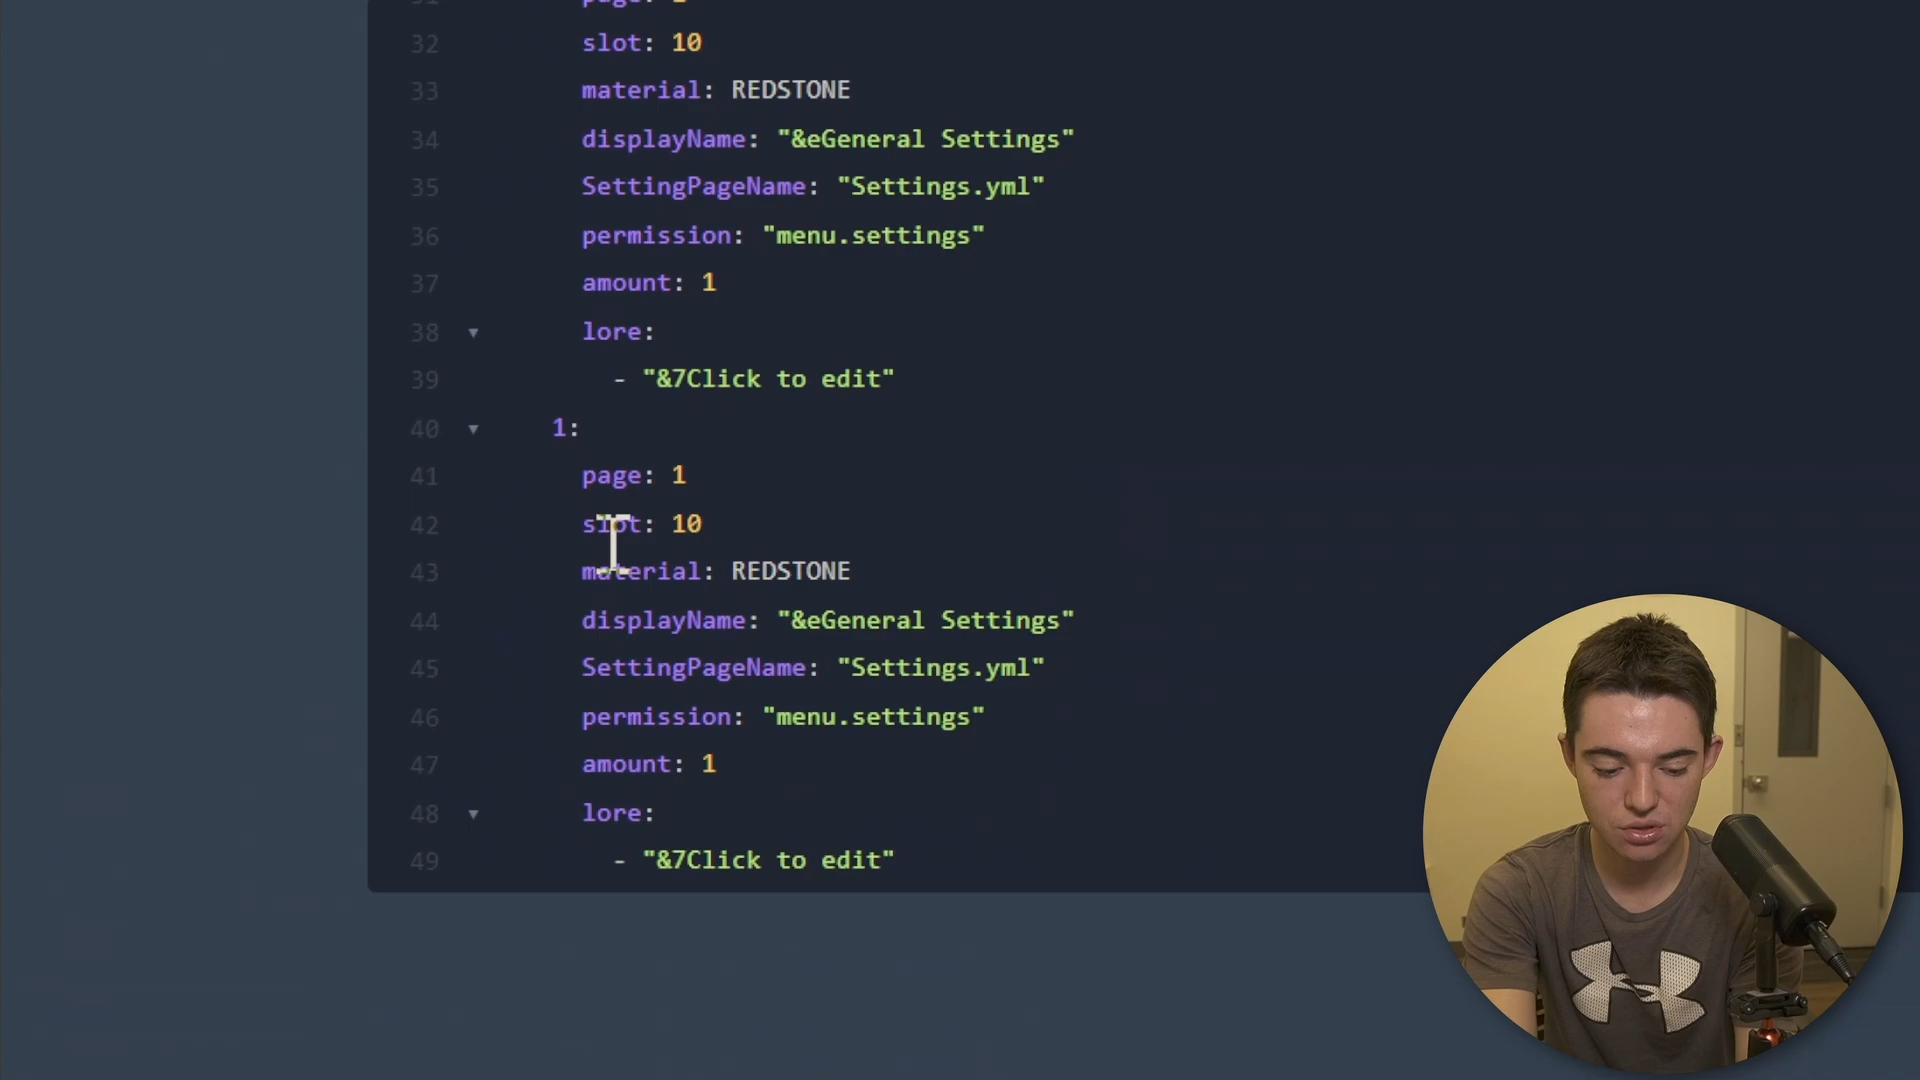 31 page: 1
32 slot: 10
33 material: REDSTONE
34 displayName: "&eGeneral Settings"
35 SettingPageName: "Settings.yml"
36 permission: "menu.settings"
37 amount: 1
38 lore:
39 - "&7Click to edit"
40 1:
41 page: 1
42 slot: 10
43 material: REDSTONE
44 displayName: "&eGeneral Settings"
45 SettingPageName: "Settings.yml"
46 permission: "menu.settings"
47 amount: 1
48 lore:
49 - "&7Click to edit"